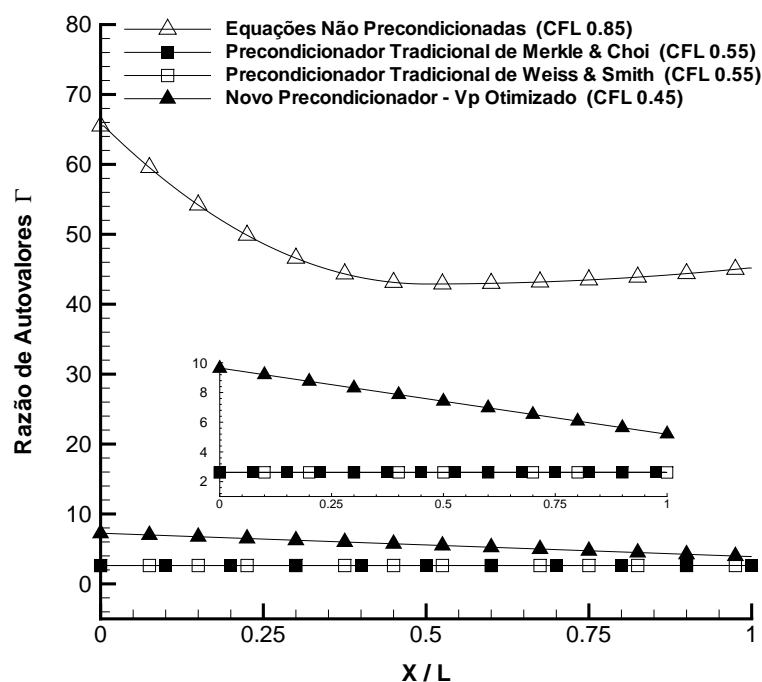 Equações Não Precondicionadas (CFL 0.85)
Precondicionador Tradicional de Merkle & Choi (CFL 0.55)
Precondicionador Tradicional de Weiss & Smith (CFL 0.55)
Novo Precondicionador - Vp Otimizado (CFL 0.45)
Razão de Autovalores Γ
80
70
60
50
40
30
20
10
0
10
8
6
4
2
0 0.25 0.5 0.75 1
0 0.25 0.5 0.75 1
X / L